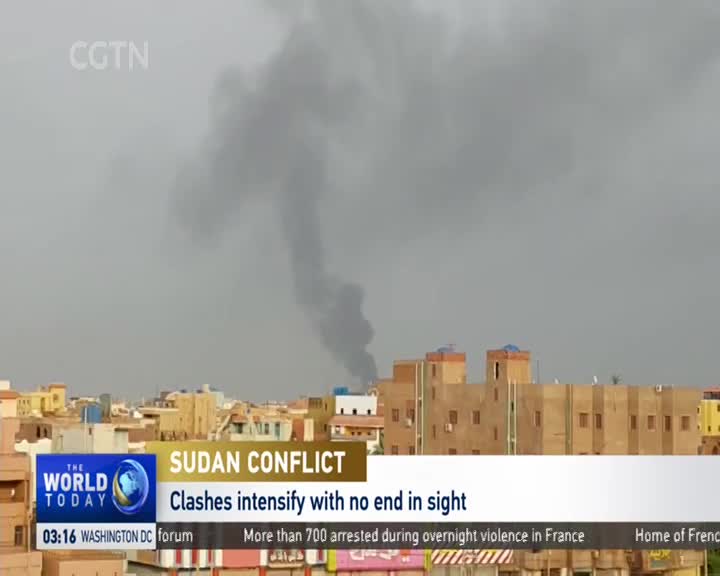 CGTN
SUDAN CONFLICT
THE
WORLD
TODAY
Clashes intensify with no end in sight
03:16 WASHINGTON DC
forum More than 700 arrested during overnight violence in France Home of Frenc